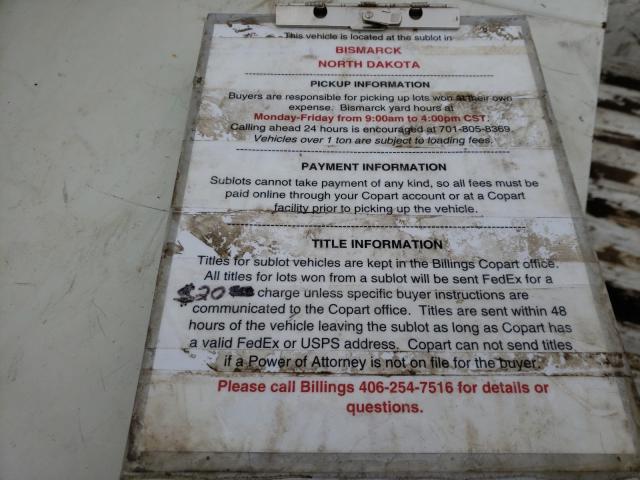 This vehicle is located at the sublot in
BISMARCK
NORTH DAKOTA
PICKUP INFORMATION
Buyers are responsible for picking up lots won at their own
expense. Bismarck yard hours at
Monday-Friday from 9:00am to 4:00pm CST.
Calling ahead 24 hours is encouraged at 701-805-8369.
Vehicles over 1 ton are subject to loading fees.
PAYMENT INFORMATION
Sublots cannot take payment of any kind, so all fees must be
paid online through your Copart account or at a Copart
facility prior to picking up the vehicle.
TITLE INFORMATION
Titles for sublot vehicles are kept in the Billings Copart office.
All titles for lots won from a sublot will be sent FedEx for a
$20 charge unless specific buyer instructions are
communicated to the Copart office. Titles are sent within 48
hours of the vehicle leaving the sublot as long as Copart has
a valid FedEx or USPS address. Copart can not send titles
if a Power of Attorney is not on file for the buyer.
Please call Billings 406-254-7516 for details or
questions.